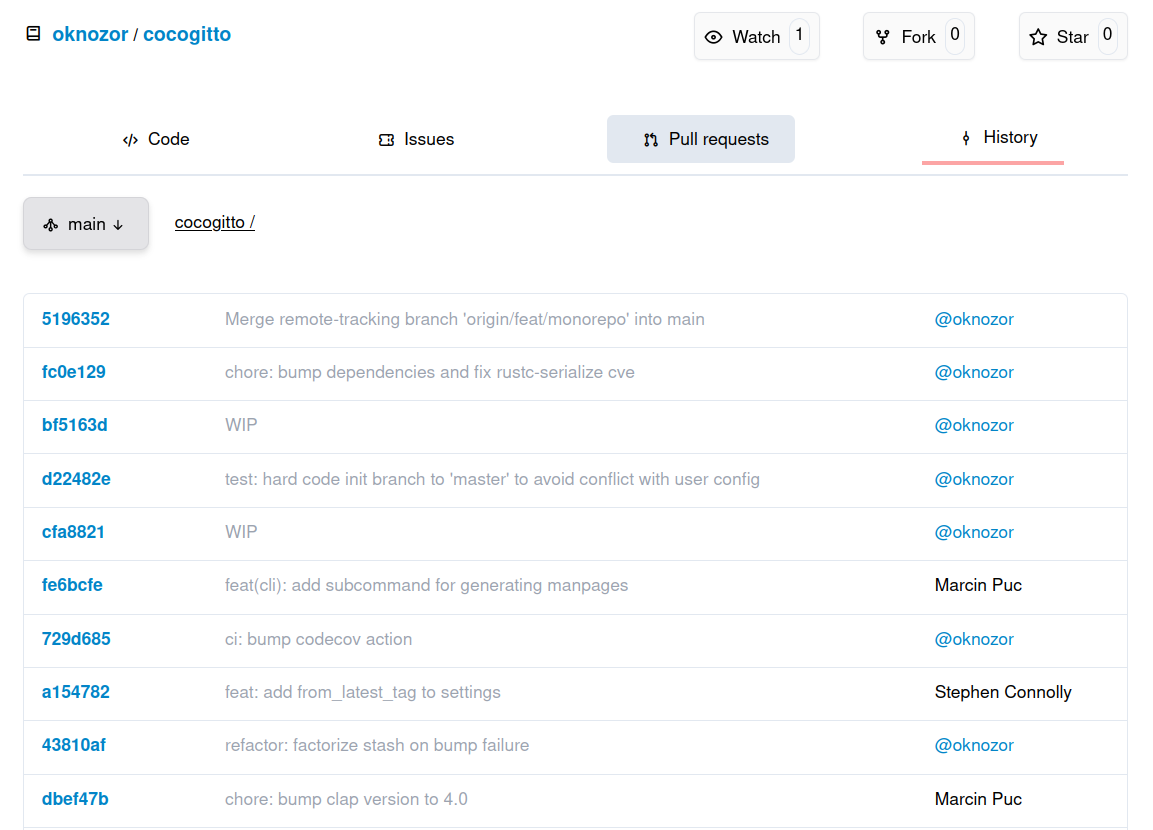 oknozor / cocogitto
Watch 1
Fork 0
Star 0
Code
Issues
Pull requests
History
main ↓
cocogitto /
5196352 Merge remote-tracking branch 'origin/feat/monorepo' into main @oknozor
fc0e129 chore: bump dependencies and fix rustc-serialize cve @oknozor
bf5163d WIP @oknozor
d22482e test: hard code init branch to 'master' to avoid conflict with user config @oknozor
cfa8821 WIP @oknozor
fe6bcfe feat(cli): add subcommand for generating manpages Marcin Puc
729d685 ci: bump codecov action @oknozor
a154782 feat: add from_latest_tag to settings Stephen Connolly
43810af refactor: factorize stash on bump failure @oknozor
dbef47b chore: bump clap version to 4.0 Marcin Puc